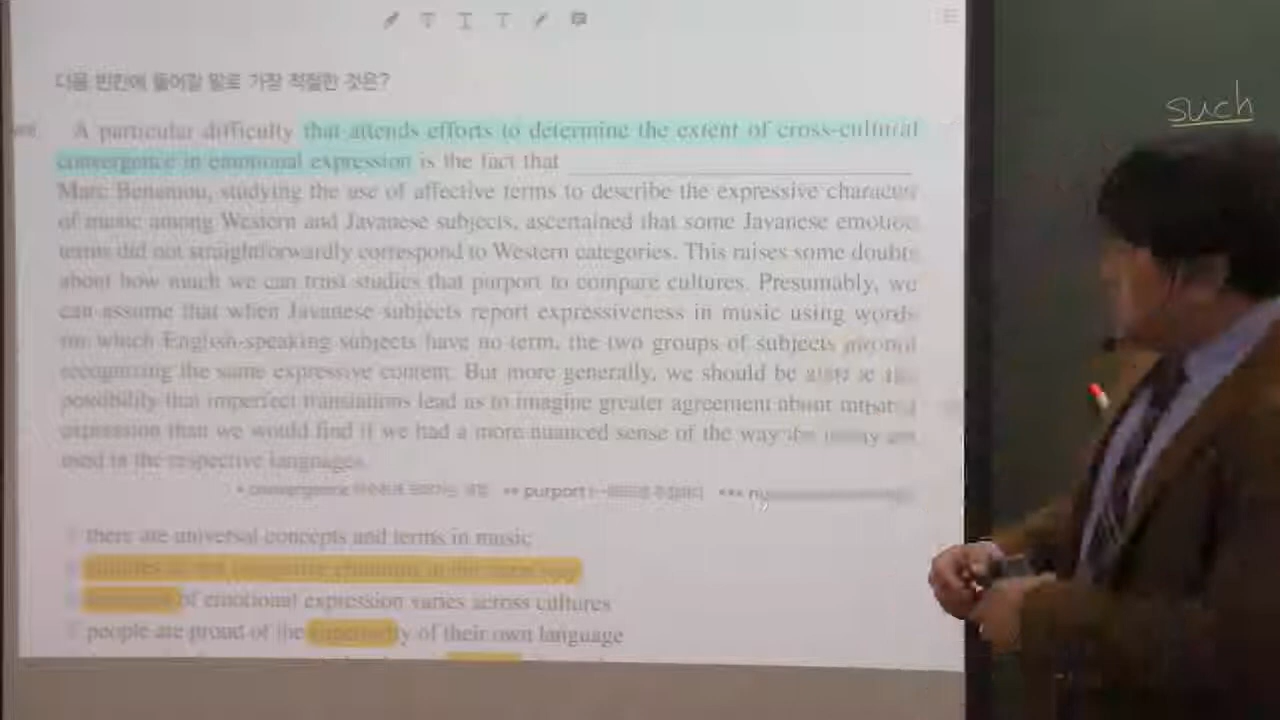 다음 빈칸에 들어갈 말로 가장 적절한 것은?
such
A particular difficulty that attends efforts to determine the extent of cross-cultural
convergence in emotional expression is the fact that
Marc Benamou, studying the use of affective terms to describe the expressive character
of music among Western and Javanese subjects, ascertained that some Javanese emotion
terms did not straightforwardly correspond to Western categories. This raises some doubts
about how much we can trust studies that purport to compare cultures. Presumably, we
can assume that when Javanese subjects report expressiveness in music using words
for which English-speaking subjects have no term, the two groups of subjects are not
recognizing the same expressive content. But more generally, we should be alert to the
possibility that imperfect translations lead us to imagine greater agreement about
expression than we would find if we had a more nuanced sense of the way the
used in the respective languages.
* convergence ** purport *** nu
there are universal concepts and terms in music
of emotional expression varies across cultures
people are proud of the superiority of their own language